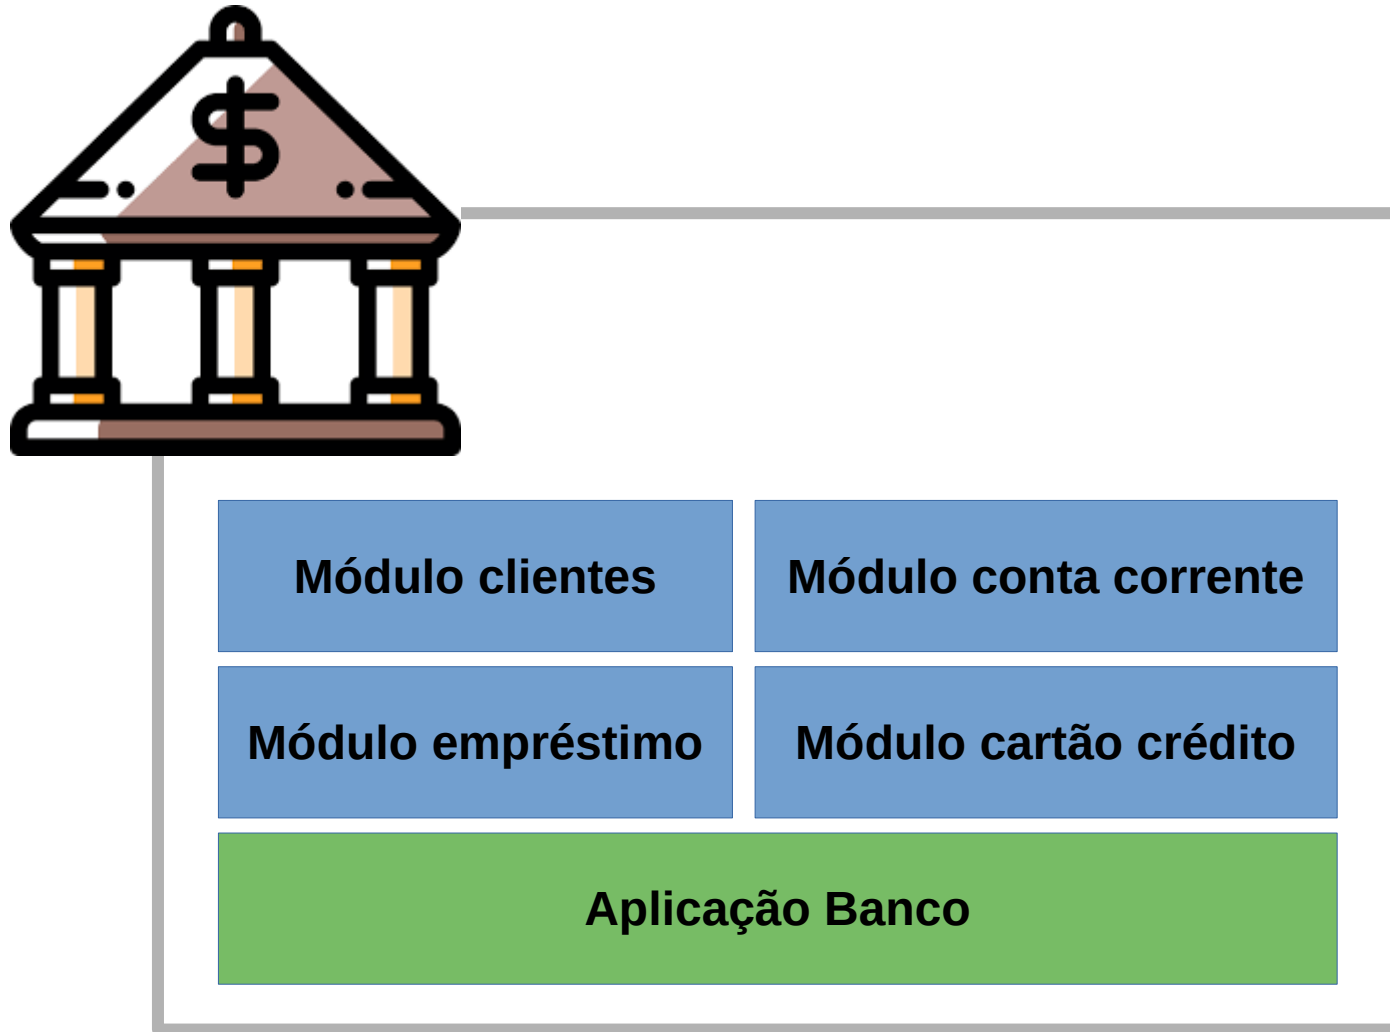 $
Módulo clientes
Módulo conta corrente
Módulo empréstimo
Módulo cartão crédito
Aplicação Banco